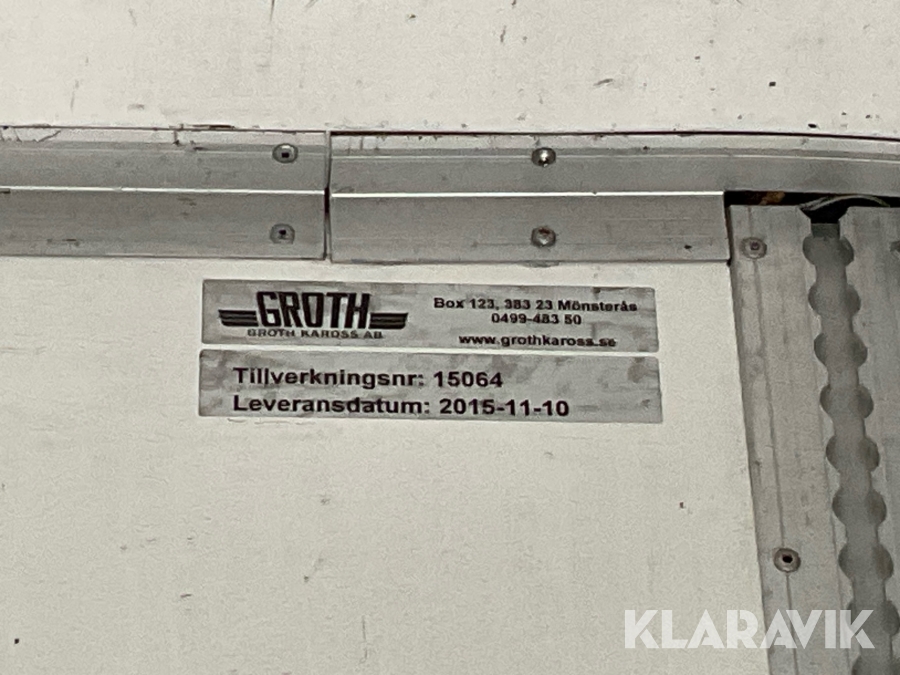 GROTH
GROTH KAROSS AB
Box 123, 383 23 Mönsterås
0499-483 50
www.grothkaross.se
Tillverkningsnr: 15064
Leveransdatum: 2015-11-10
KLARAVIK